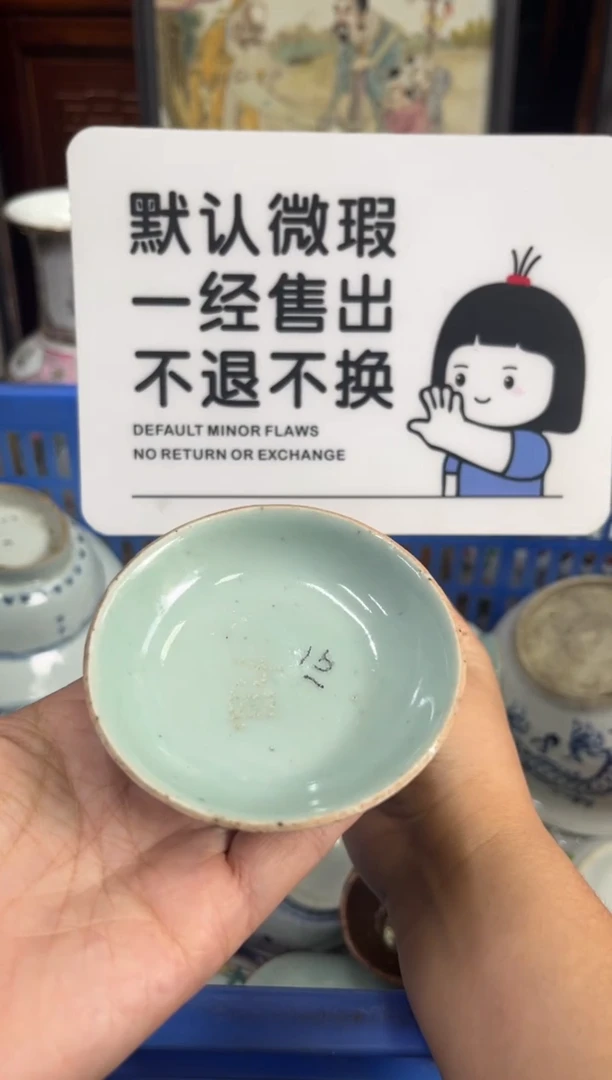 默认微瑕
一经售出
不退不换
DEFAULT MINOR FLAWS
NO RETURN OR EXCHANGE